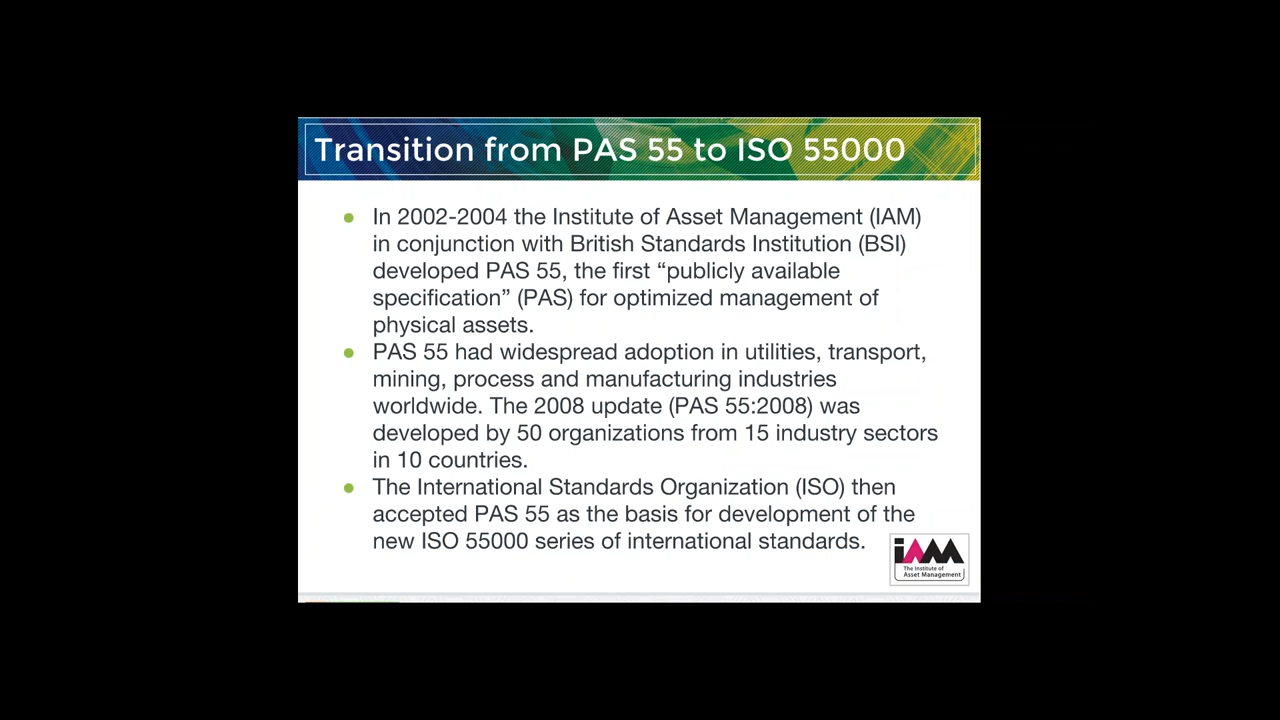 Transition from PAS 55 to ISO 55000
In 2002-2004 the Institute of Asset Management (IAM)
in conjunction with British Standards Institution (BSI)
developed PAS 55, the first “publicly available
specification” (PAS) for optimized management of
physical assets.
PAS 55 had widespread adoption in utilities, transport,
mining, process and manufacturing industries
worldwide. The 2008 update (PAS 55:2008) was
developed by 50 organizations from 15 industry sectors
in 10 countries.
The International Standards Organization (ISO) then
accepted PAS 55 as the basis for development of the
new ISO 55000 series of international standards.
iAM
The Institute of
Asset Management